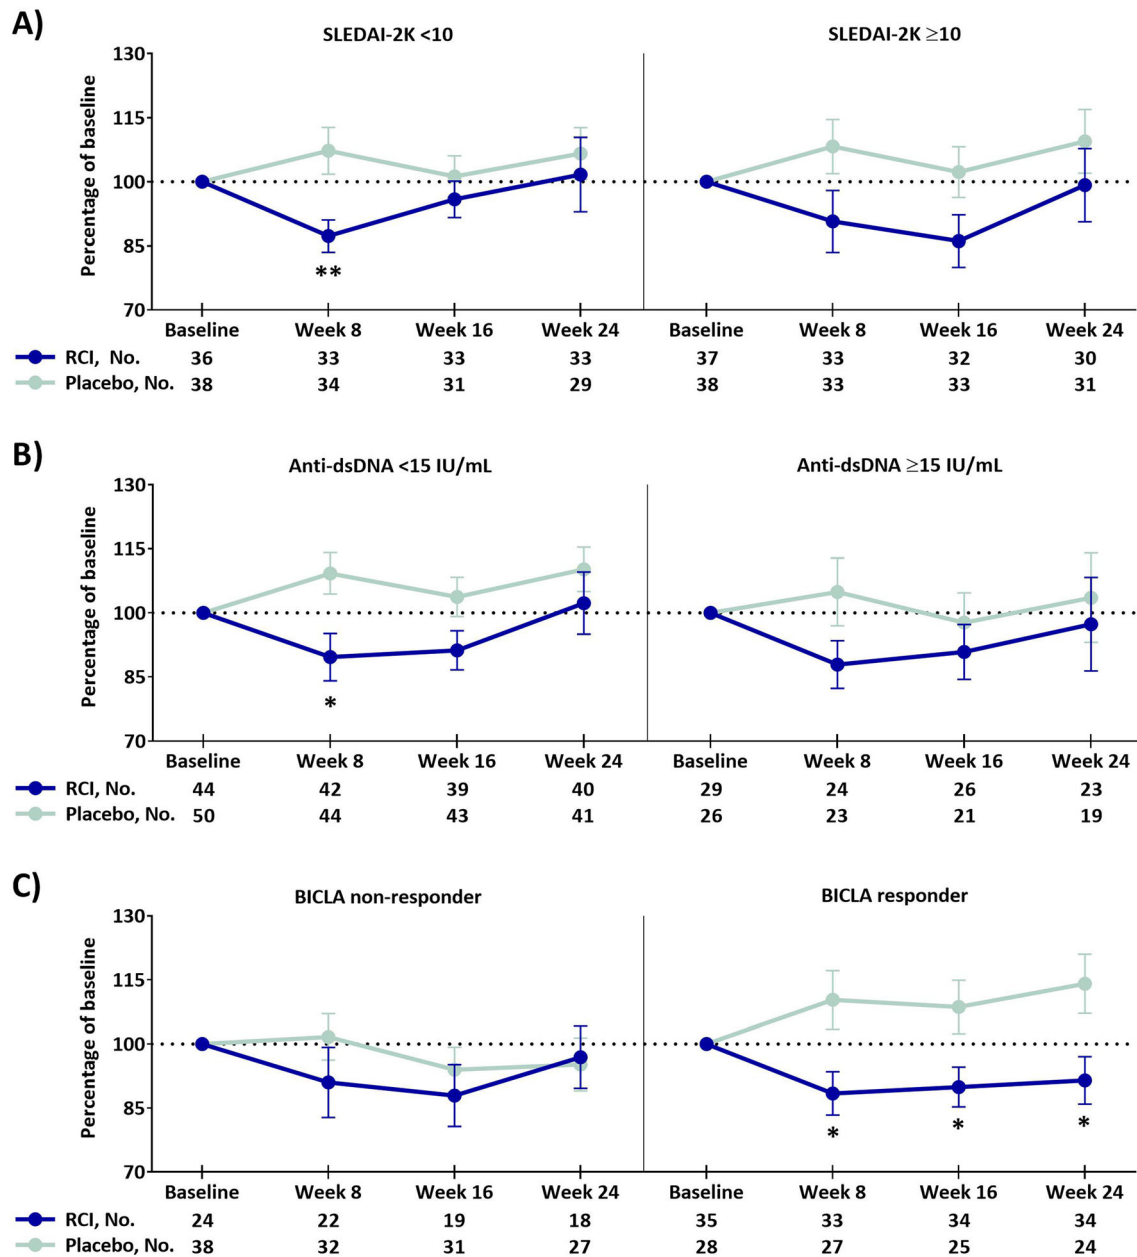 A)
SLEDAI-2K <10 SLEDAI-2K ≥10
Percentage of baseline
130
115
100
85
70
**
Baseline Week 8 Week 16 Week 24 Baseline Week 8 Week 16 Week 24
RCI, No. 36 33 33 33 37 33 32 30
Placebo, No. 38 34 31 29 38 33 33 31
B)
Anti-dsDNA <15 IU/mL Anti-dsDNA ≥15 IU/mL
Percentage of baseline
130
115
100
85
70
*
Baseline Week 8 Week 16 Week 24 Baseline Week 8 Week 16 Week 24
RCI, No. 44 42 39 40 29 24 26 23
Placebo, No. 50 44 43 41 26 23 21 19
C)
BICLA non-responder BICLA responder
Percentage of baseline
130
115
100
85
70
* * *
Baseline Week 8 Week 16 Week 24 Baseline Week 8 Week 16 Week 24
RCI, No. 24 22 19 18 35 33 34 34
Placebo, No. 38 32 31 27 28 27 25 24